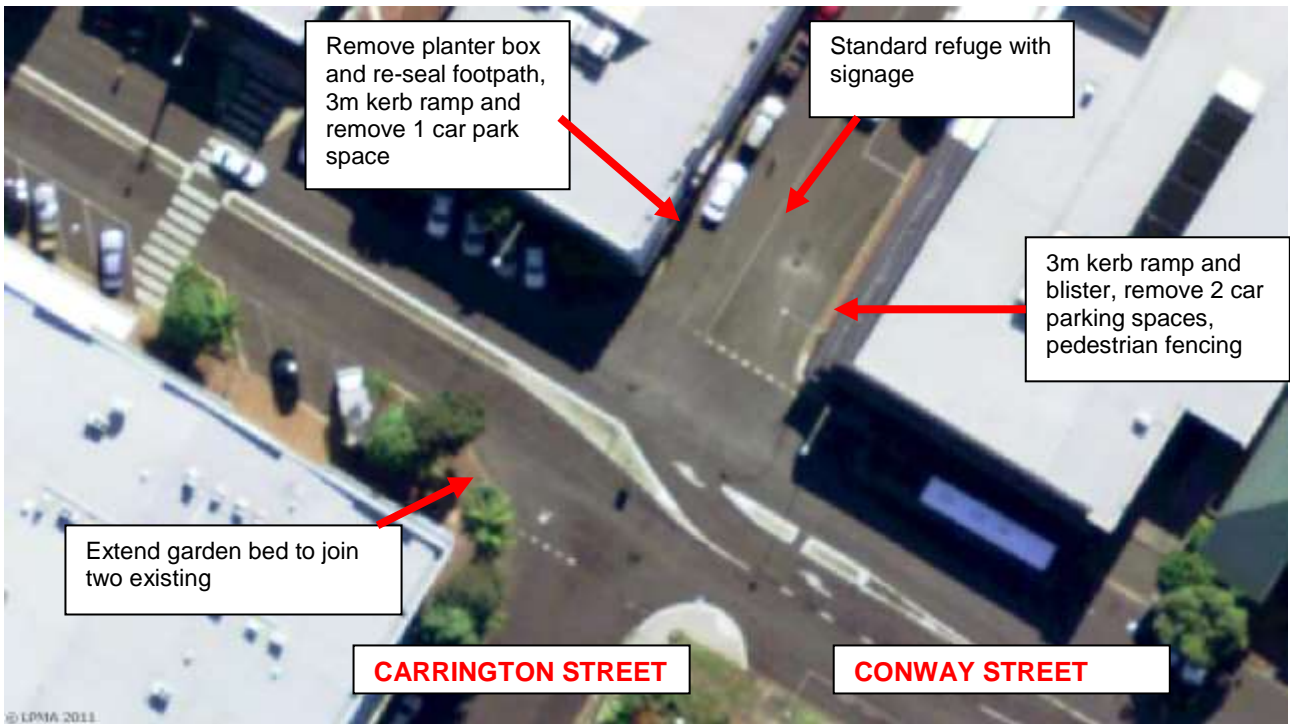 Remove planter box
and re-seal footpath,
3m kerb ramp and
remove 1 car park
space
Standard refuge with
signage
3m kerb ramp and
blister, remove 2 car
parking spaces,
pedestrian fencing
Extend garden bed to join
two existing
CARRINGTON STREET
CONWAY STREET
© LPMA 2011